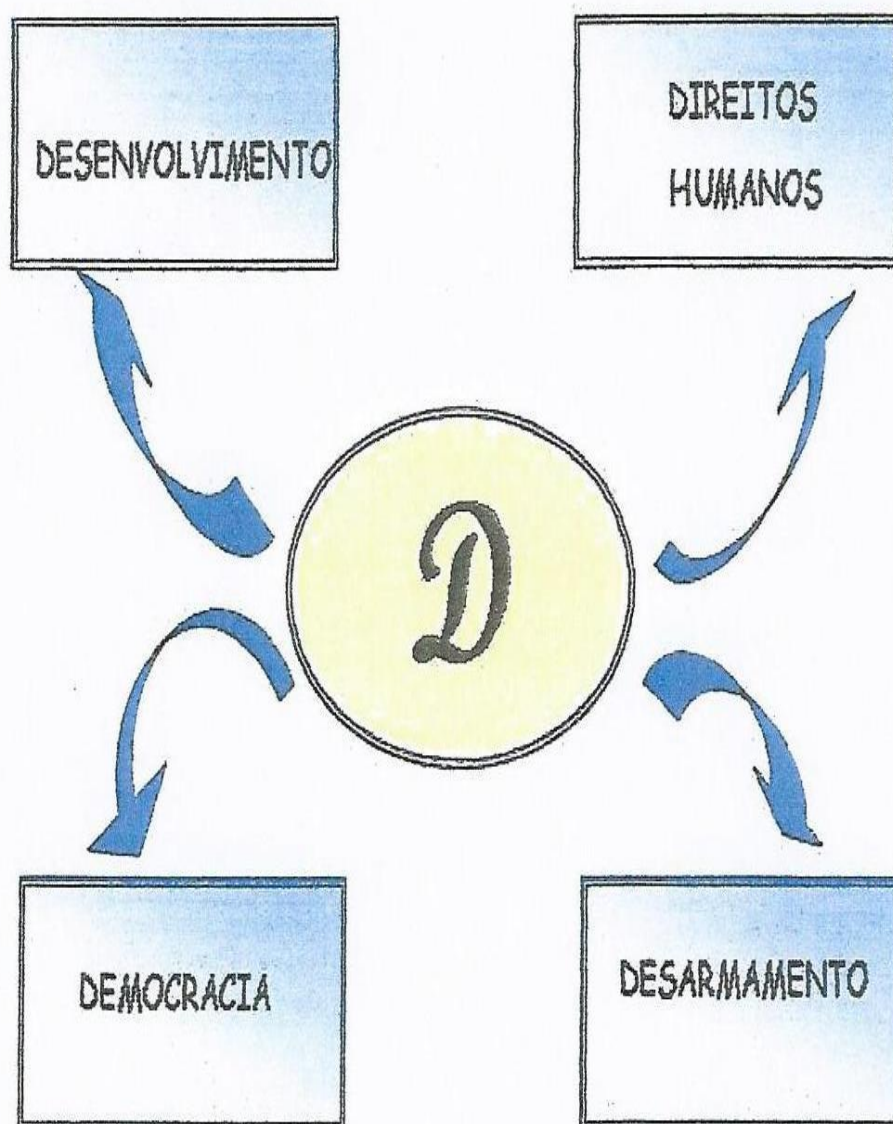 DESENVOLVIMENTO
DIREITOS
HUMANOS
D
DEMOCRACIA
DESARMAMENTO